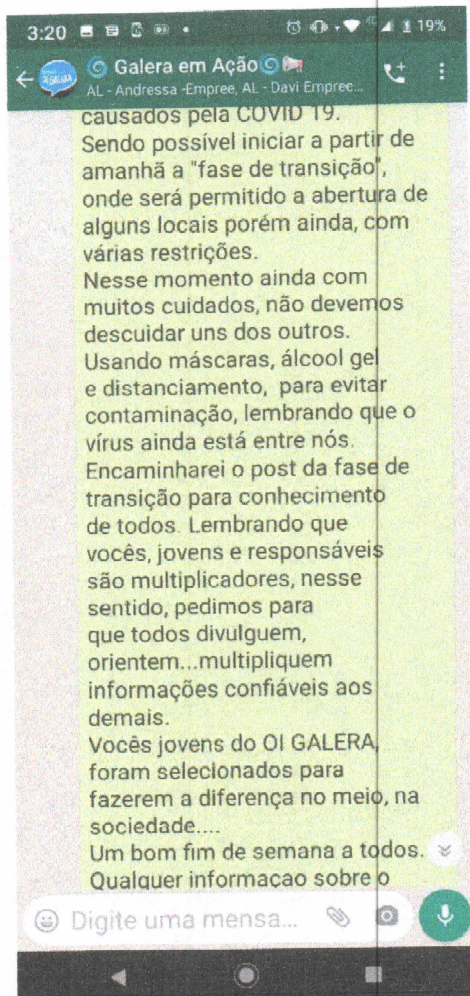 3:20
19%
Galera em Ação
AL - Andressa -Empree, AL - Davi Empree...
causados pela COVID 19.
Sendo possível iniciar a partir de
amanhã a "fase de transição",
onde será permitido a abertura de
alguns locais porém ainda, com
várias restrições.
Nesse momento ainda com
muitos cuidados, não devemos
descuidar uns dos outros.
Usando máscaras, álcool gel
e distanciamento, para evitar
contaminação, lembrando que o
vírus ainda está entre nós.
Encaminharei o post da fase de
transição para conhecimento
de todos. Lembrando que
vocês, jovens e responsáveis
são multiplicadores, nesse
sentido, pedimos para
que todos divulguem,
orientem...multipliquem
informações confiáveis aos
demais.
Vocês jovens do OI GALERA,
foram selecionados para
fazerem a diferença no meio, na
sociedade....
Um bom fim de semana a todos.
Qualquer informaçao sobre o
Digite uma mensa...